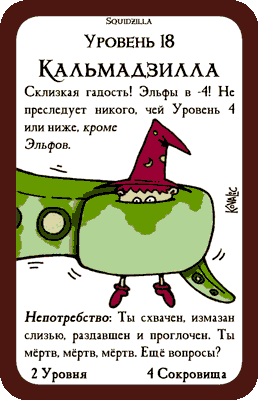 Squidzilla
Уровень 18
Кальмадзилла
Склизкая гадость! Эльфы в -4! Не
преследует никого, чей Уровень 4
или ниже, кроме
Эльфов.
Kovalic
Непотребство: Ты схвачен, измазан
слизью, раздавшен и проглочен. Ты
мёртв, мёртв, мёртв. Ещё вопросы?
2 Уровня 4 Сокровища